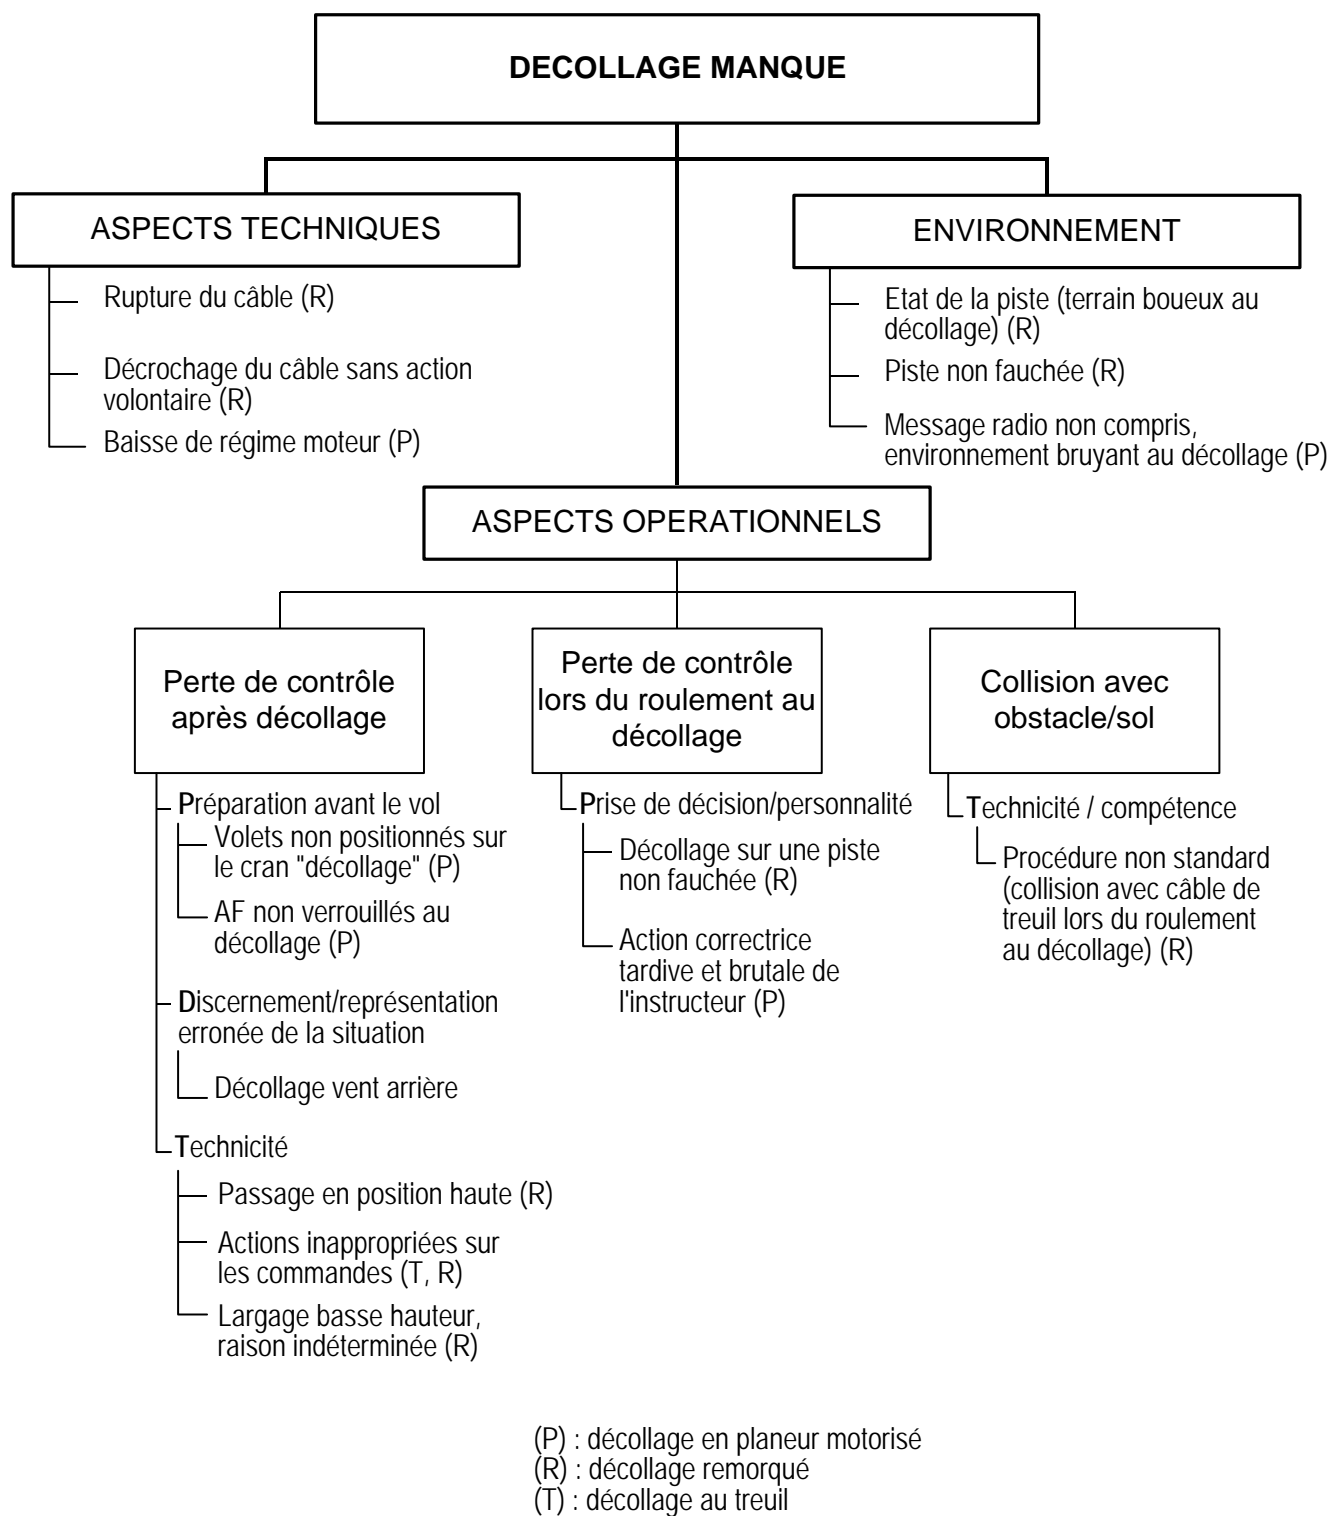 DECOLLAGE MANQUE
ASPECTS TECHNIQUES
Rupture du câble (R)
Décrochage du câble sans action
volontaire (R)
Baisse de régime moteur (P)
ENVIRONNEMENT
Etat de la piste (terrain boueux au
décollage) (R)
Piste non fauchée (R)
Message radio non compris,
environnement bruyant au décollage (P)
ASPECTS OPERATIONNELS
Perte de contrôle
après décollage
Préparation avant le vol
Volets non positionnés sur
le cran "décollage" (P)
AF non verrouillés au
décollage (P)
Discernement/représentation
erronée de la situation
Décollage vent arrière
Technicité
Passage en position haute (R)
Actions inappropriées sur
les commandes (T, R)
Largage basse hauteur,
raison indéterminée (R)
Perte de contrôle
lors du roulement au
décollage
Prise de décision/personnalité
Décollage sur une piste
non fauchée (R)
Action correctrice
tardive et brutale de
l'instructeur (P)
Collision avec
obstacle/sol
Technicité / compétence
Procédure non standard
(collision avec câble de
treuil lors du roulement
au décollage) (R)
(P) : décollage en planeur motorisé
(R) : décollage remorqué
(T) : décollage au treuil